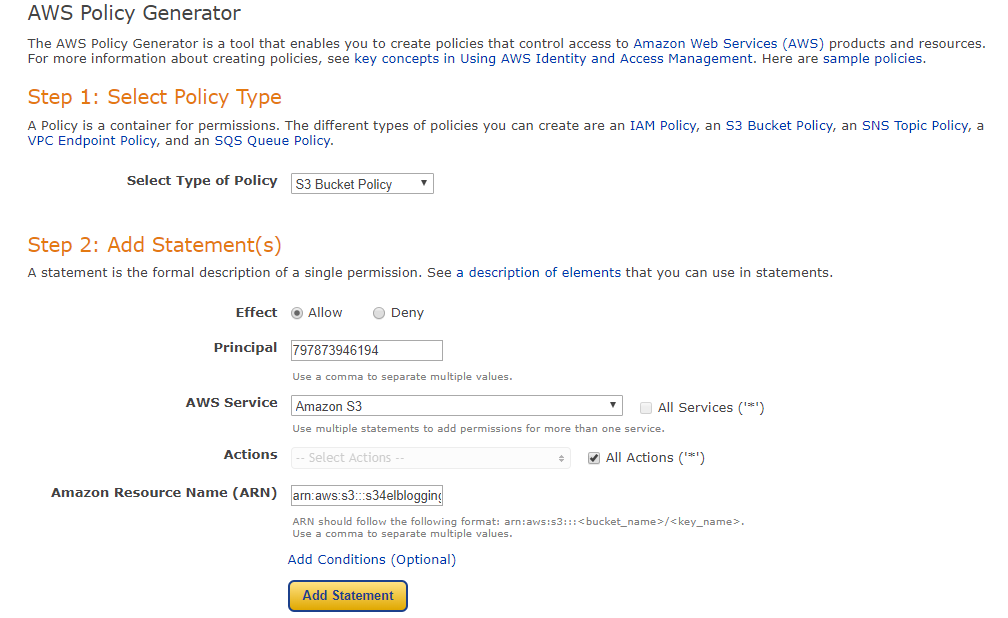 AWS Policy Generator
The AWS Policy Generator is a tool that enables you to create policies that control access to Amazon Web Services (AWS) products and resources.
For more information about creating policies, see key concepts in Using AWS Identity and Access Management. Here are sample policies.
Step 1: Select Policy Type
A Policy is a container for permissions. The different types of policies you can create are an IAM Policy, an S3 Bucket Policy, an SNS Topic Policy, a
VPC Endpoint Policy, and an SQS Queue Policy.
Select Type of Policy S3 Bucket Policy
Step 2: Add Statement(s)
A statement is the formal description of a single permission. See a description of elements that you can use in statements.
Effect Allow Deny
Principal 797873946194
Use a comma to separate multiple values.
AWS Service Amazon S3 All Services ('*')
Use multiple statements to add permissions for more than one service.
Actions -- Select Actions -- All Actions ('*')
Amazon Resource Name (ARN) arn:aws:s3:::s34elblogging
ARN should follow the following format: arn:aws:s3:::<bucket_name>/<key_name>.
Use a comma to separate multiple values.
Add Conditions (Optional)
Add Statement